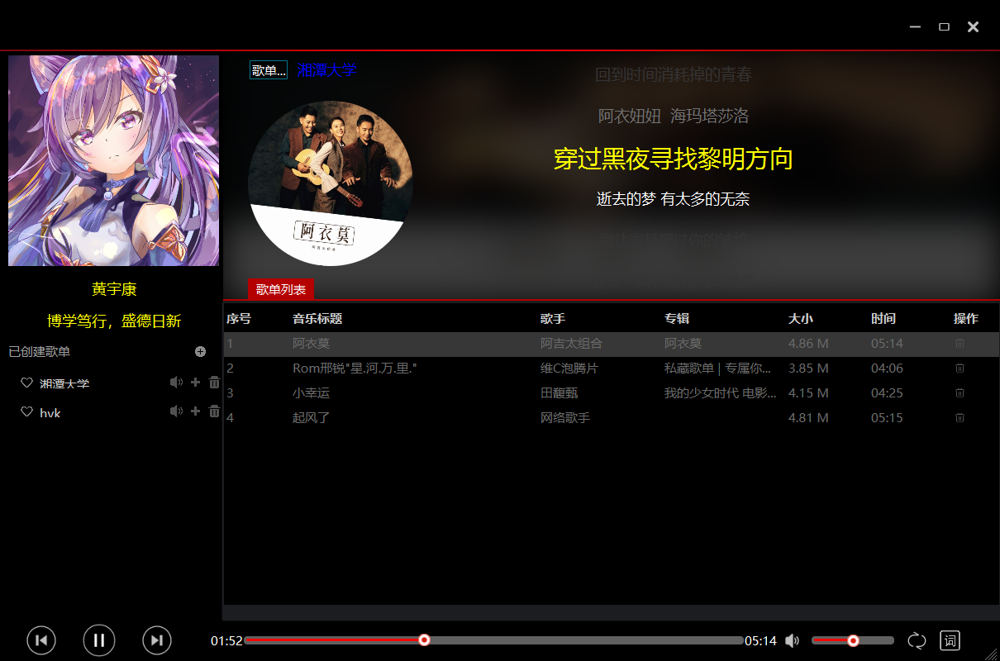 歌单... 湘潭大学
回到时间消耗掉的青春
阿衣妞妞 海玛塔莎洛
穿过黑夜寻找黎明方向
逝去的梦 有太多的无奈
阿衣莫
黄宇康
博学笃行，盛德日新
已创建歌单
湘潭大学
hvk
歌单列表
序号 音乐标题 歌手 专辑 大小 时间 操作
1 阿衣莫 阿吉太组合 阿衣莫 4.86 M 05:14
2 Rom邢锐"星.河.万.里." 维C泡腾片 私藏歌单 | 专属你... 3.85 M 04:06
3 小幸运 田馥甄 我的少女时代 电影... 4.15 M 04:25
4 起风了 网络歌手 4.81 M 05:15
01:52 05:14 词